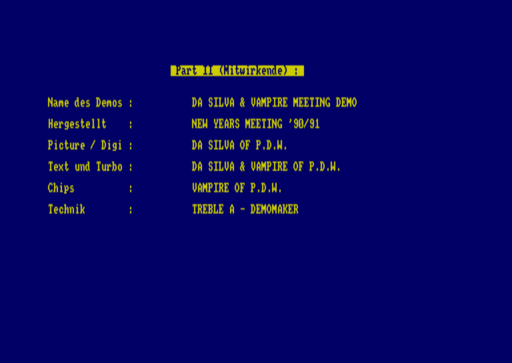 Part II (Mitwirkende) :
Name des Demos : DA SILVA & VAMPIRE MEETING DEMO
Hergestellt : NEW YEARS MEETING '90/91
Picture / Digi : DA SILVA OF P.D.W.
Text und Turbo : DA SILVA & VAMPIRE OF P.D.W.
Chips : VAMPIRE OF P.D.W.
Technik : TREBLE A - DEMOMAKER